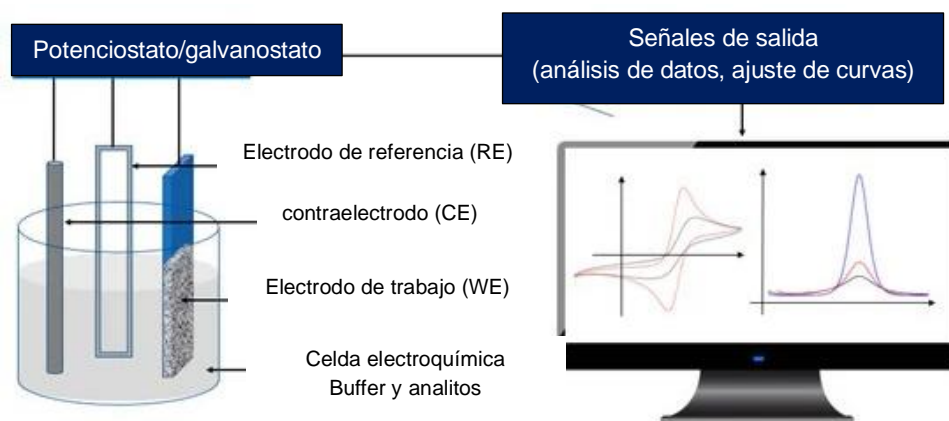 Potenciostato/galvanostato
Señales de salida
(análisis de datos, ajuste de curvas)
Electrodo de referencia (RE)
contraelectrodo (CE)
Electrodo de trabajo (WE)
Celda electroquímica
Buffer y analitos